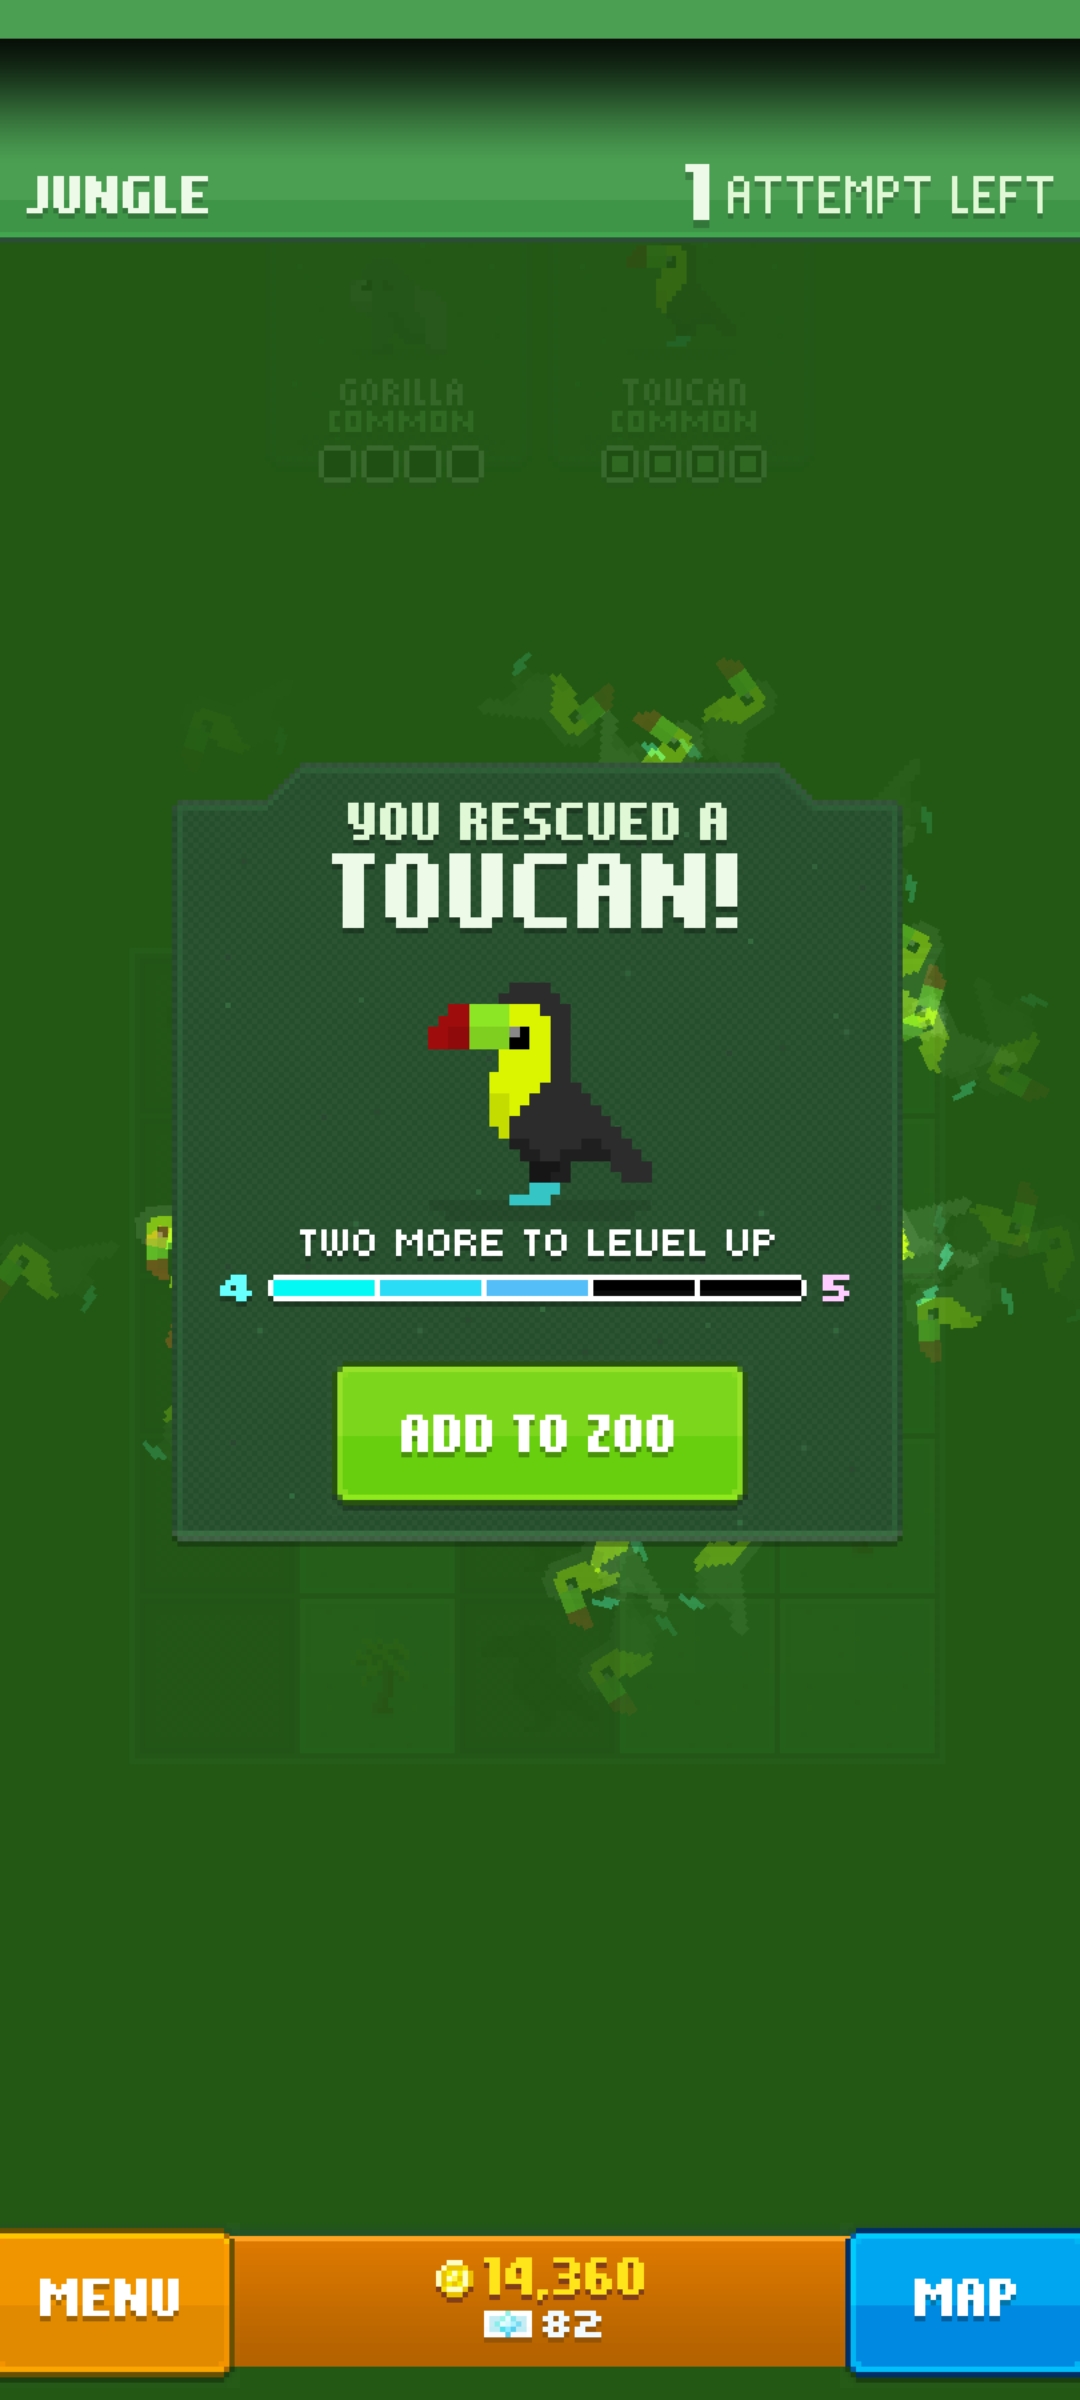 JUNGLE
1 ATTEMPT LEFT
GORILLA
COMMON
TOUCAN
COMMON
YOU RESCUED A
TOUCAN!
TWO MORE TO LEVEL UP
4 5
ADD TO ZOO
MENU
14,360
82
MAP